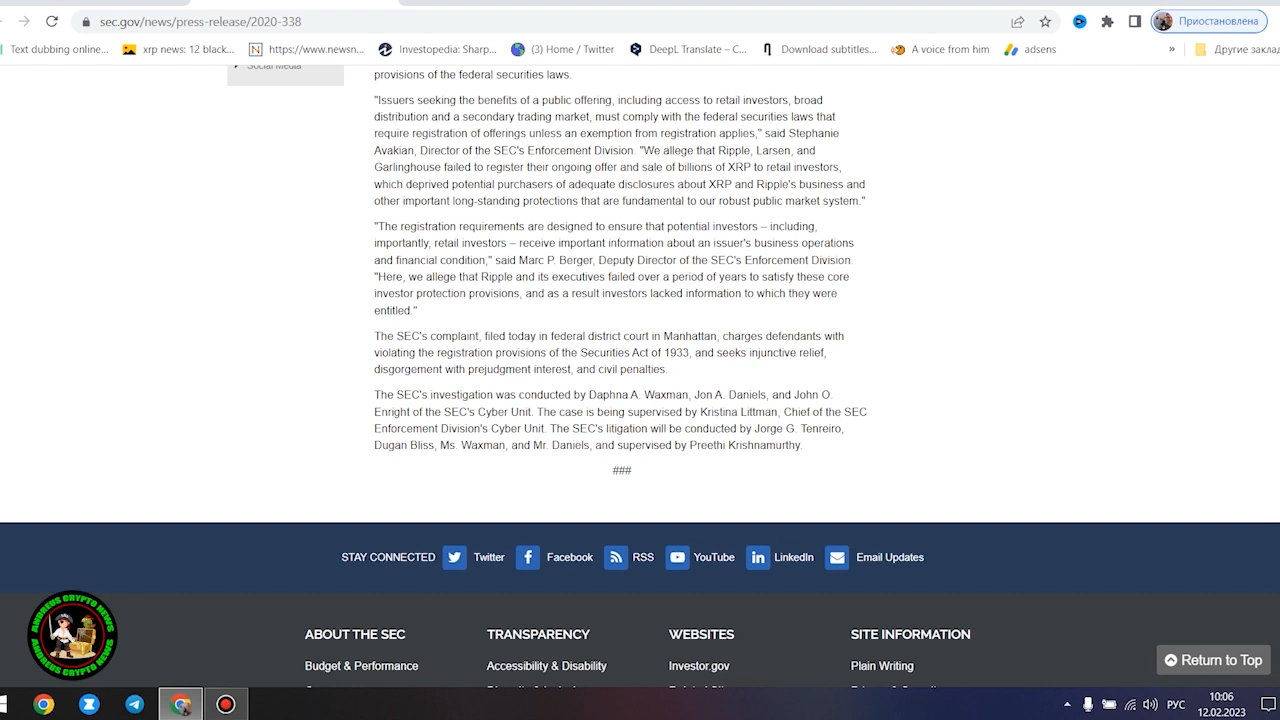 sec.gov/news/press-release/2020-338
Приостановлена
Text dubbing online...
xrp news: 12 black...
https://www.newsn...
Investopedia: Sharp...
(3) Home / Twitter
DeepL Translate – C...
Download subtitles...
A voice from him
adsens
»
Другие заклад
Social Media
provisions of the federal securities laws.
"Issuers seeking the benefits of a public offering, including access to retail investors, broad
distribution and a secondary trading market, must comply with the federal securities laws that
require registration of offerings unless an exemption from registration applies," said Stephanie
Avakian, Director of the SEC's Enforcement Division. "We allege that Ripple, Larsen, and
Garlinghouse failed to register their ongoing offer and sale of billions of XRP to retail investors,
which deprived potential purchasers of adequate disclosures about XRP and Ripple's business and
other important long-standing protections that are fundamental to our robust public market system."
"The registration requirements are designed to ensure that potential investors – including,
importantly, retail investors – receive important information about an issuer's business operations
and financial condition," said Marc P. Berger, Deputy Director of the SEC's Enforcement Division.
"Here, we allege that Ripple and its executives failed over a period of years to satisfy these core
investor protection provisions, and as a result investors lacked information to which they were
entitled."
The SEC's complaint, filed today in federal district court in Manhattan, charges defendants with
violating the registration provisions of the Securities Act of 1933, and seeks injunctive relief,
disgorgement with prejudgment interest, and civil penalties.
The SEC's investigation was conducted by Daphna A. Waxman, Jon A. Daniels, and John O.
Enright of the SEC's Cyber Unit. The case is being supervised by Kristina Littman, Chief of the SEC
Enforcement Division's Cyber Unit. The SEC's litigation will be conducted by Jorge G. Tenreiro,
Dugan Bliss, Ms. Waxman, and Mr. Daniels, and supervised by Preethi Krishnamurthy.
###
STAY CONNECTED Twitter Facebook RSS YouTube LinkedIn Email Updates
ANDREUS CRYPTO NEWS
ANDREUS CRYPTO NEWS
ABOUT THE SEC
TRANSPARENCY
WEBSITES
SITE INFORMATION
Budget & Performance
Accessibility & Disability
Investor.gov
Plain Writing
Return to Top
РУС
10:06
12.02.2023